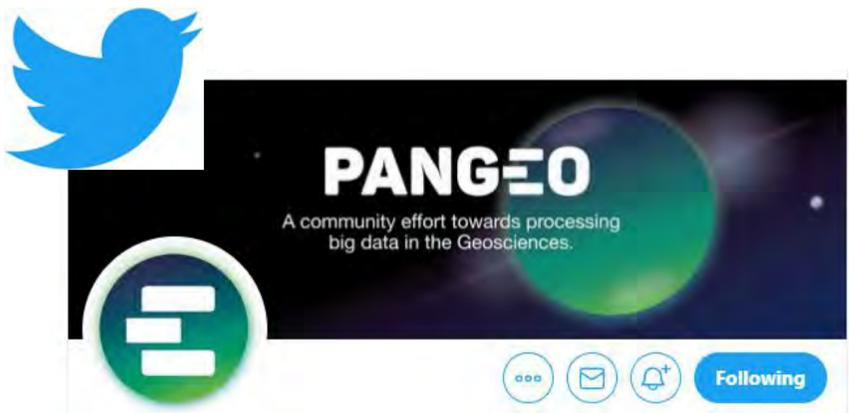 PANGEO
A community effort towards processing
big data in the Geosciences.
Following